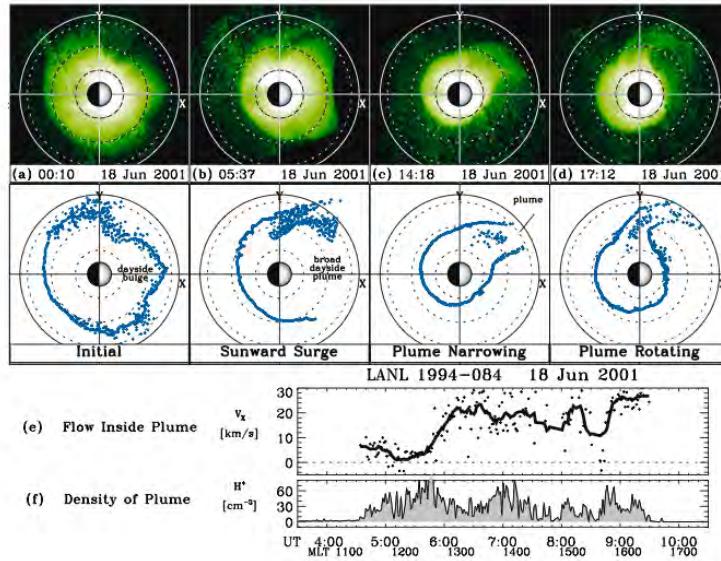 Y Y Y Y
X X X X
(a) 00:10 18 Jun 2001 (b) 05:37 18 Jun 2001 (c) 14:18 18 Jun 2001 (d) 17:12 18 Jun 2001
Y Y Y Y
plume
dayside
bulge
broad
dayside
plume
X X X X
Initial Sunward Surge Plume Narrowing Plume Rotating
LANL 1994-084 18 Jun 2001
(e) Flow Inside Plume
Vx
[km/s]
30
20
10
0
(f) Density of Plume
H+
[cm-3]
60
30
0
UT 4:00 5:00 6:00 7:00 8:00 9:00 10:00
MLT 1100 1200 1300 1400 1500 1600 1700